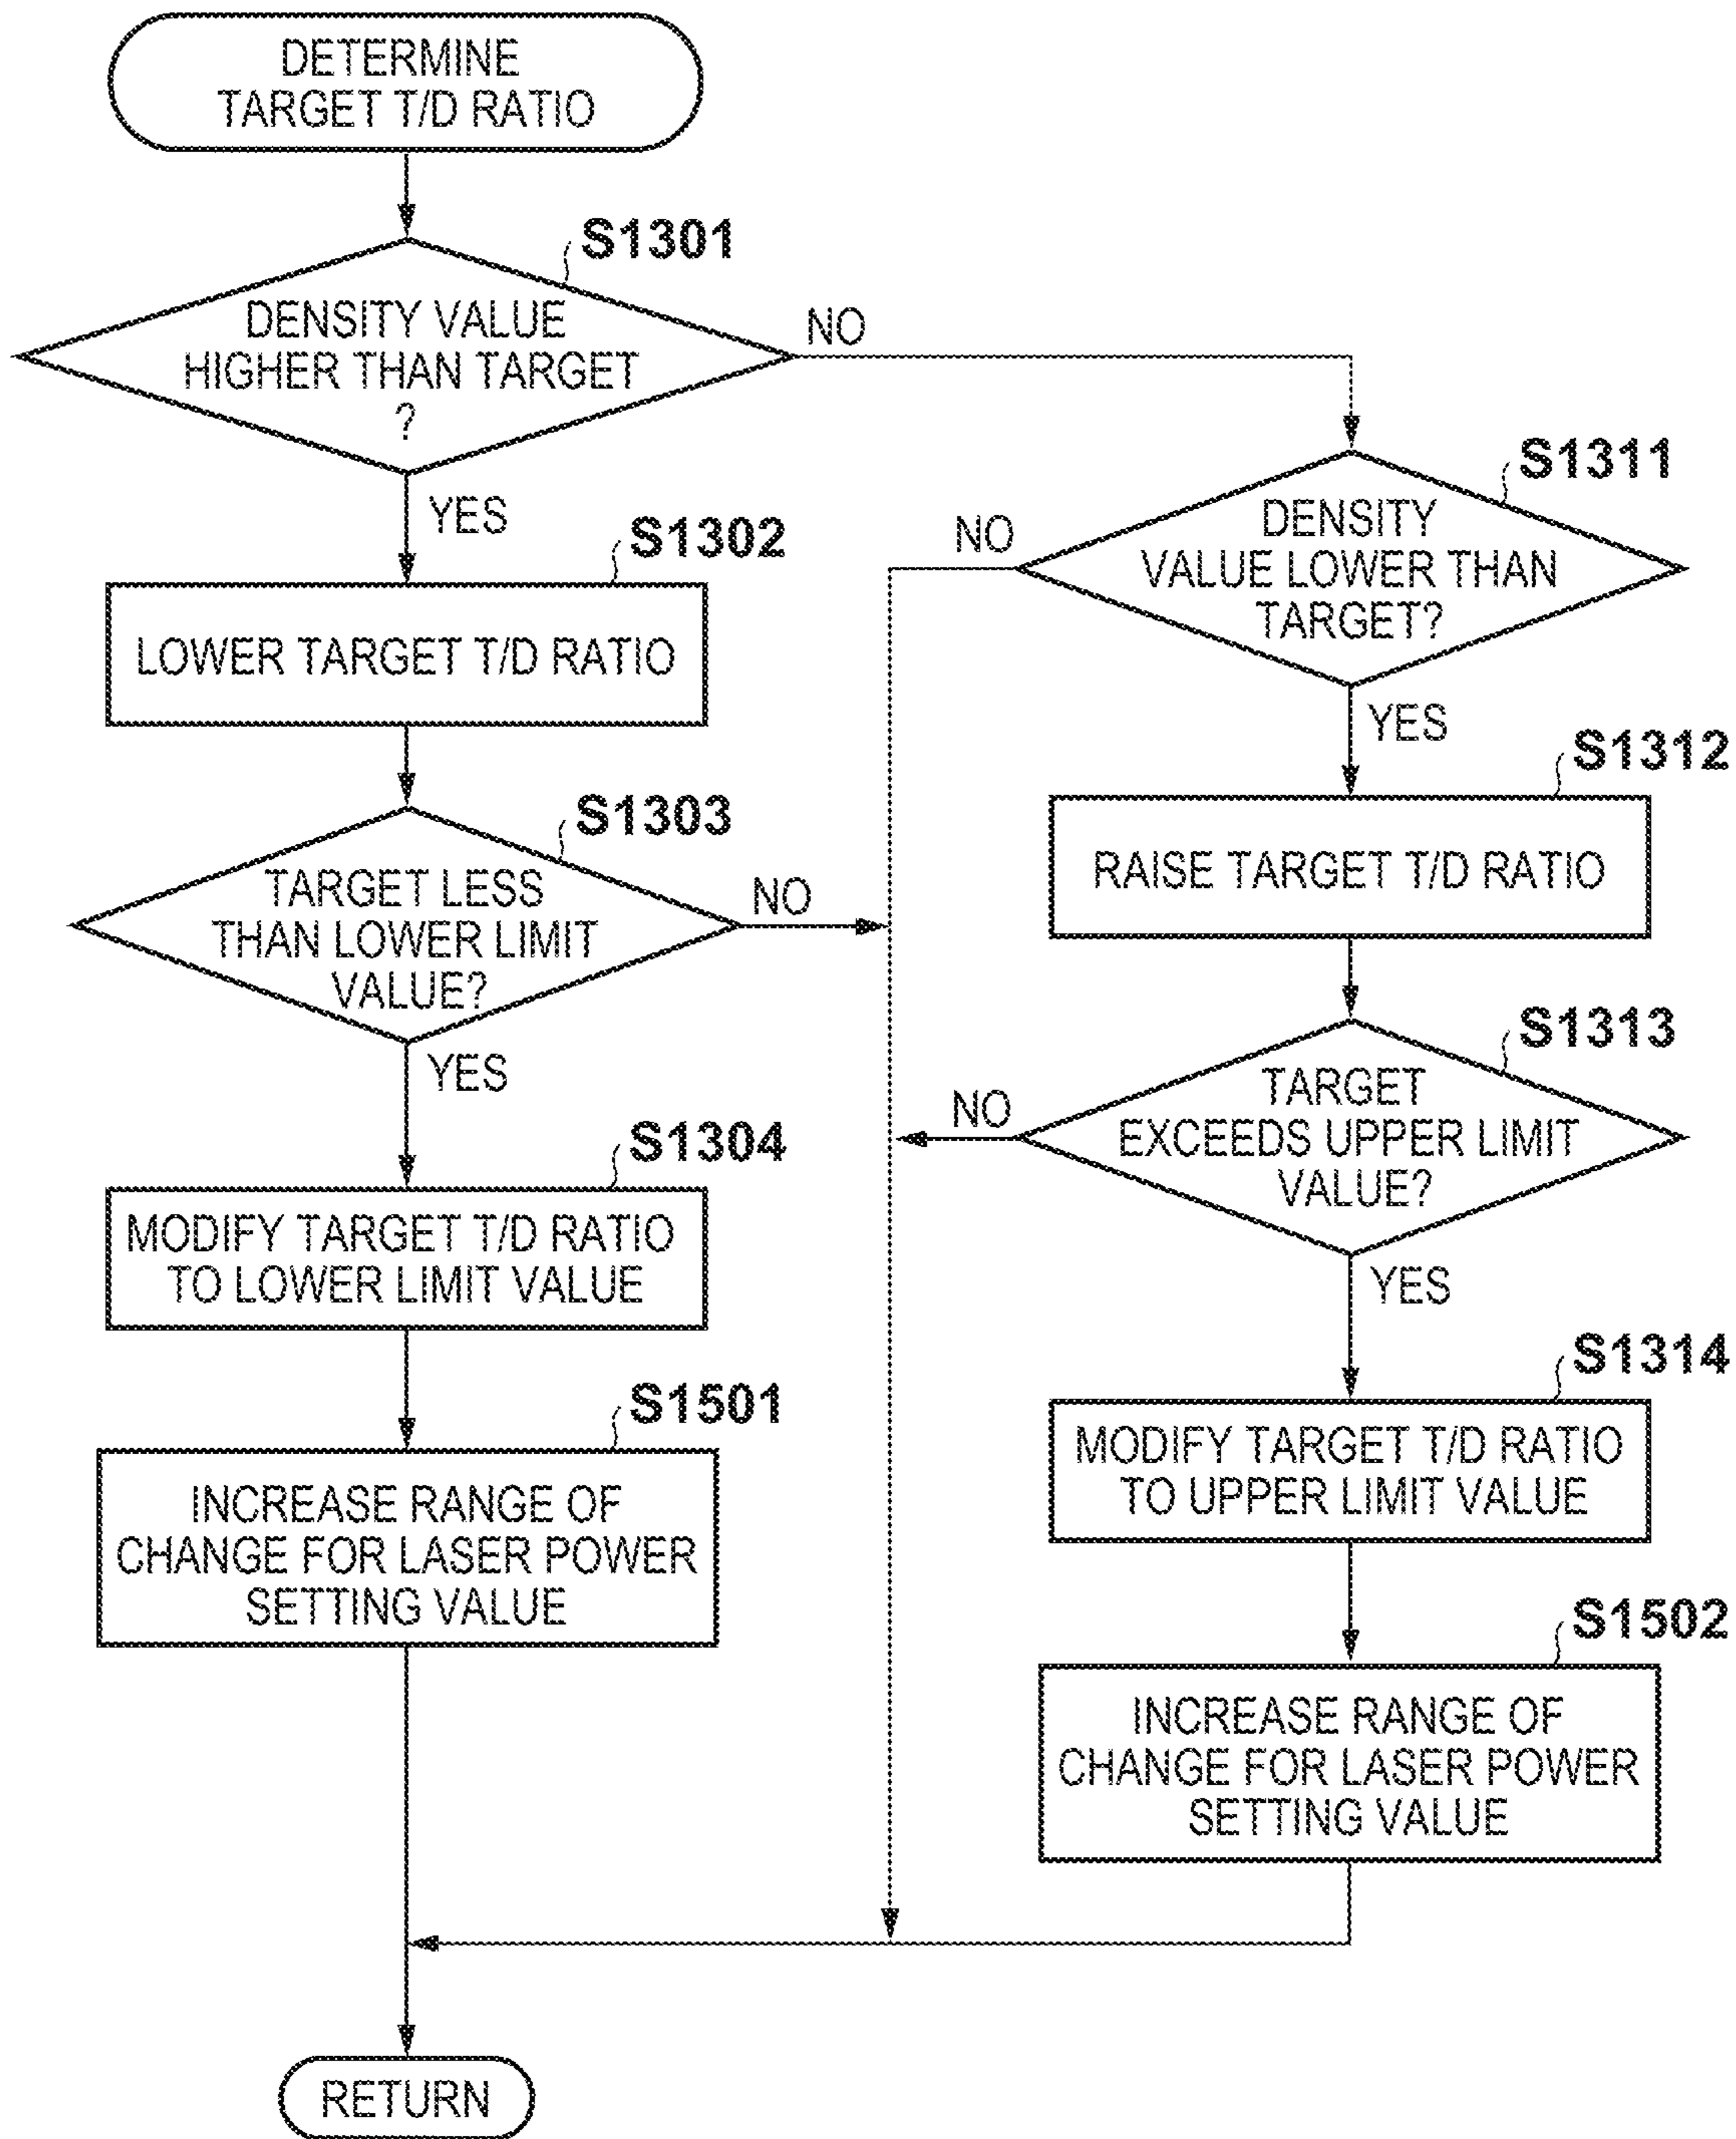 DETERMINE
TARGET T/D RATIO
S1301
DENSITY VALUE
HIGHER THAN TARGET
?
NO
YES
S1302
LOWER TARGET T/D RATIO
S1303
TARGET LESS
THAN LOWER LIMIT
VALUE?
NO
YES
S1304
MODIFY TARGET T/D RATIO
TO LOWER LIMIT VALUE
S1501
INCREASE RANGE OF
CHANGE FOR LASER POWER
SETTING VALUE
S1311
DENSITY
VALUE LOWER THAN
TARGET?
NO
YES
S1312
RAISE TARGET T/D RATIO
S1313
TARGET
EXCEEDS UPPER LIMIT
VALUE?
NO
YES
S1314
MODIFY TARGET T/D RATIO
TO UPPER LIMIT VALUE
S1502
INCREASE RANGE OF
CHANGE FOR LASER POWER
SETTING VALUE
RETURN